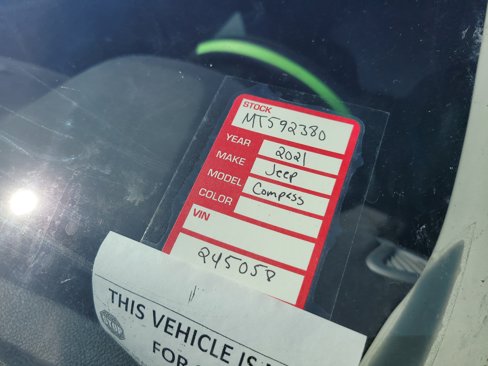 STOCK
MT592380
YEAR 2021
MAKE Jeep
MODEL Compass
COLOR
VIN
245058
THIS VEHICLE IS
FOR